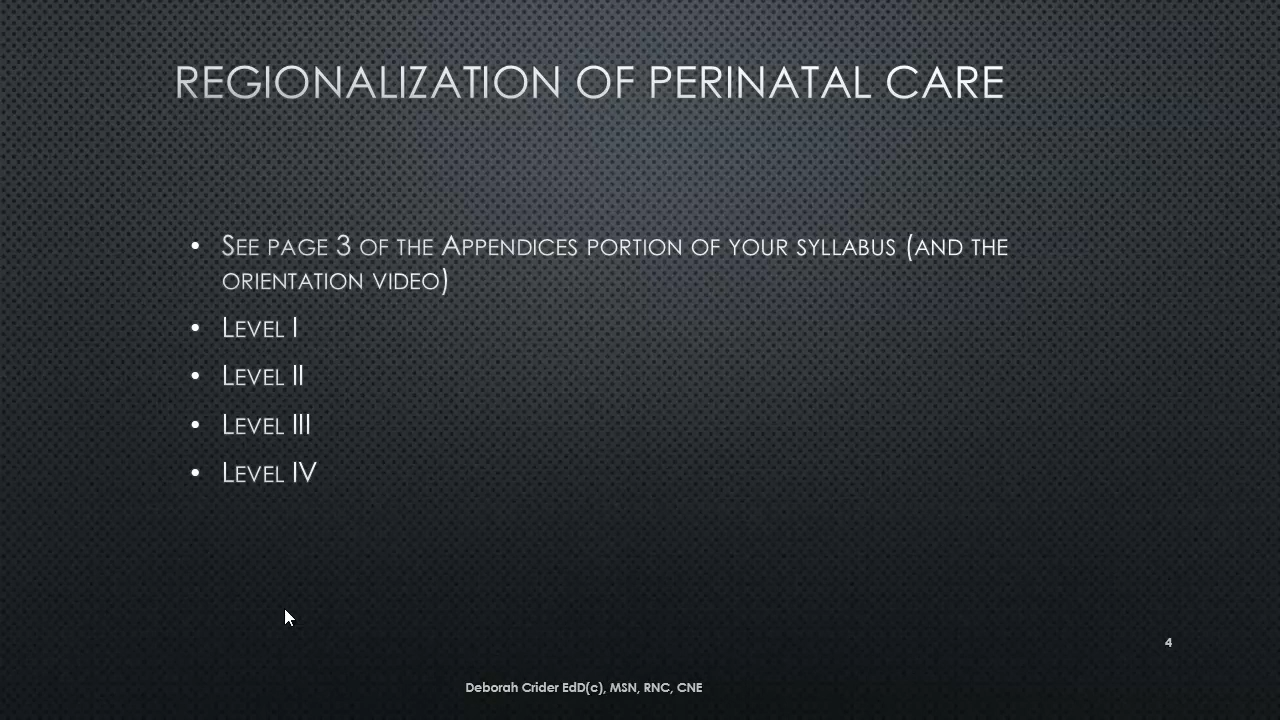 REGIONALIZATION OF PERINATAL CARE
• See page 3 of the Appendices portion of your syllabus (and the
orientation video)
• Level I
• Level II
• Level III
• Level IV
4
Deborah Crider EdD(c), MSN, RNC, CNE